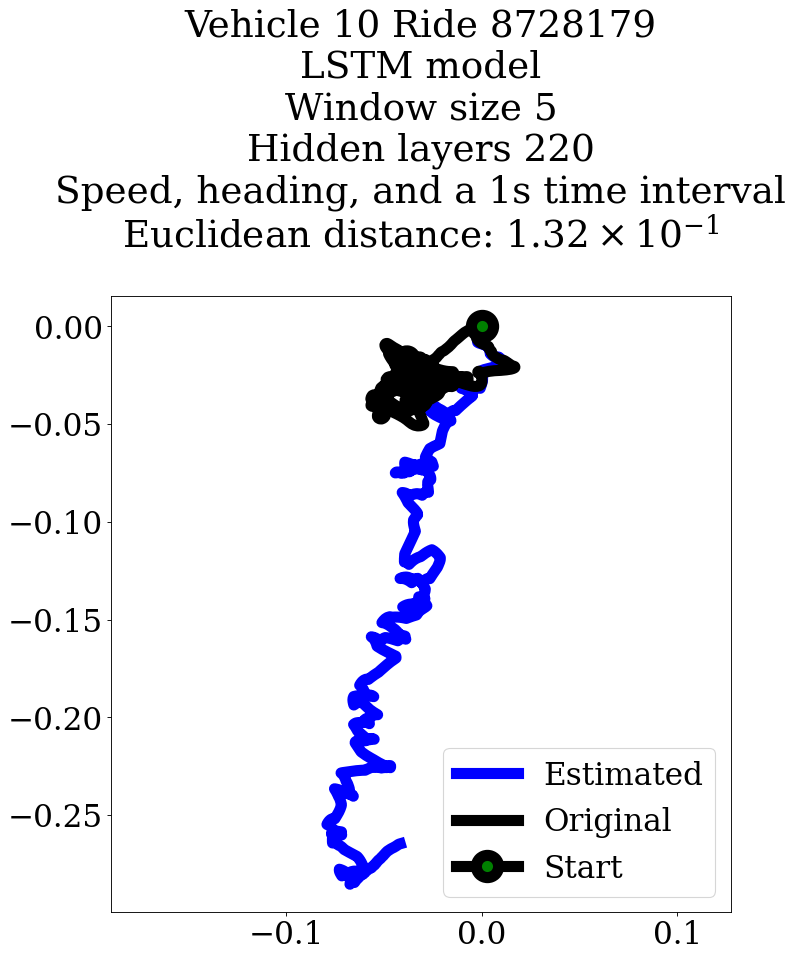 Vehicle 10 Ride 8728179
LSTM model
Window size 5
Hidden layers 220
Speed, heading, and a 1s time interval
Euclidean distance: 1.32 × 10⁻¹
0.00
−0.05
−0.10
−0.15
−0.20
−0.25
Estimated
Original
Start
−0.1
0.0
0.1